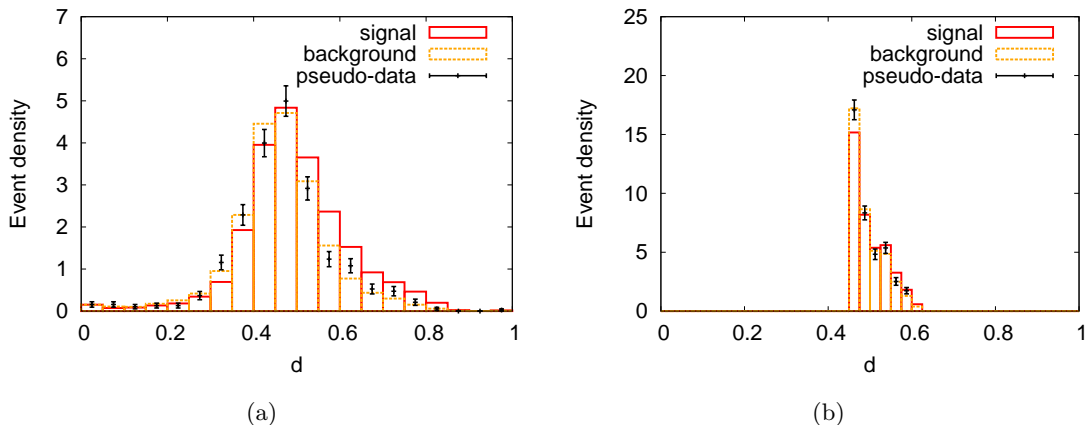 7
6
5
4
3
2
1
0
Event density
signal
background
pseudo-data
0 0.2 0.4 0.6 0.8 1
d
(a)
25
20
15
10
5
0
Event density
signal
background
pseudo-data
0 0.2 0.4 0.6 0.8 1
d
(b)